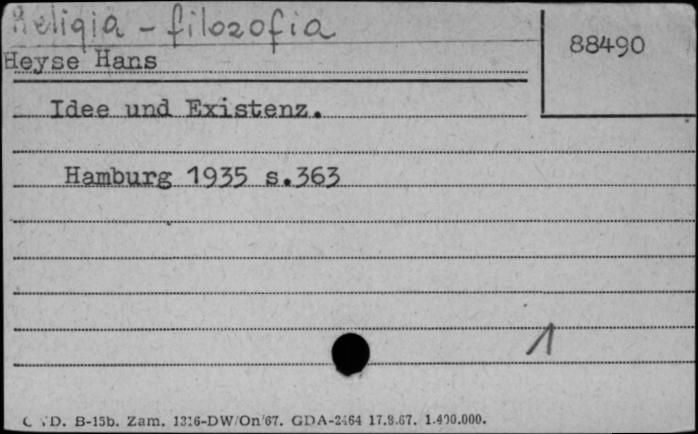 Religia - filozofia
88490
Heyse Hans
Idee und Existenz.
Hamburg 1935 s.363
1
D. B-15b. Zam. 1316-DW/On/67. GDA-2464 17.8.67. 1.400.000.